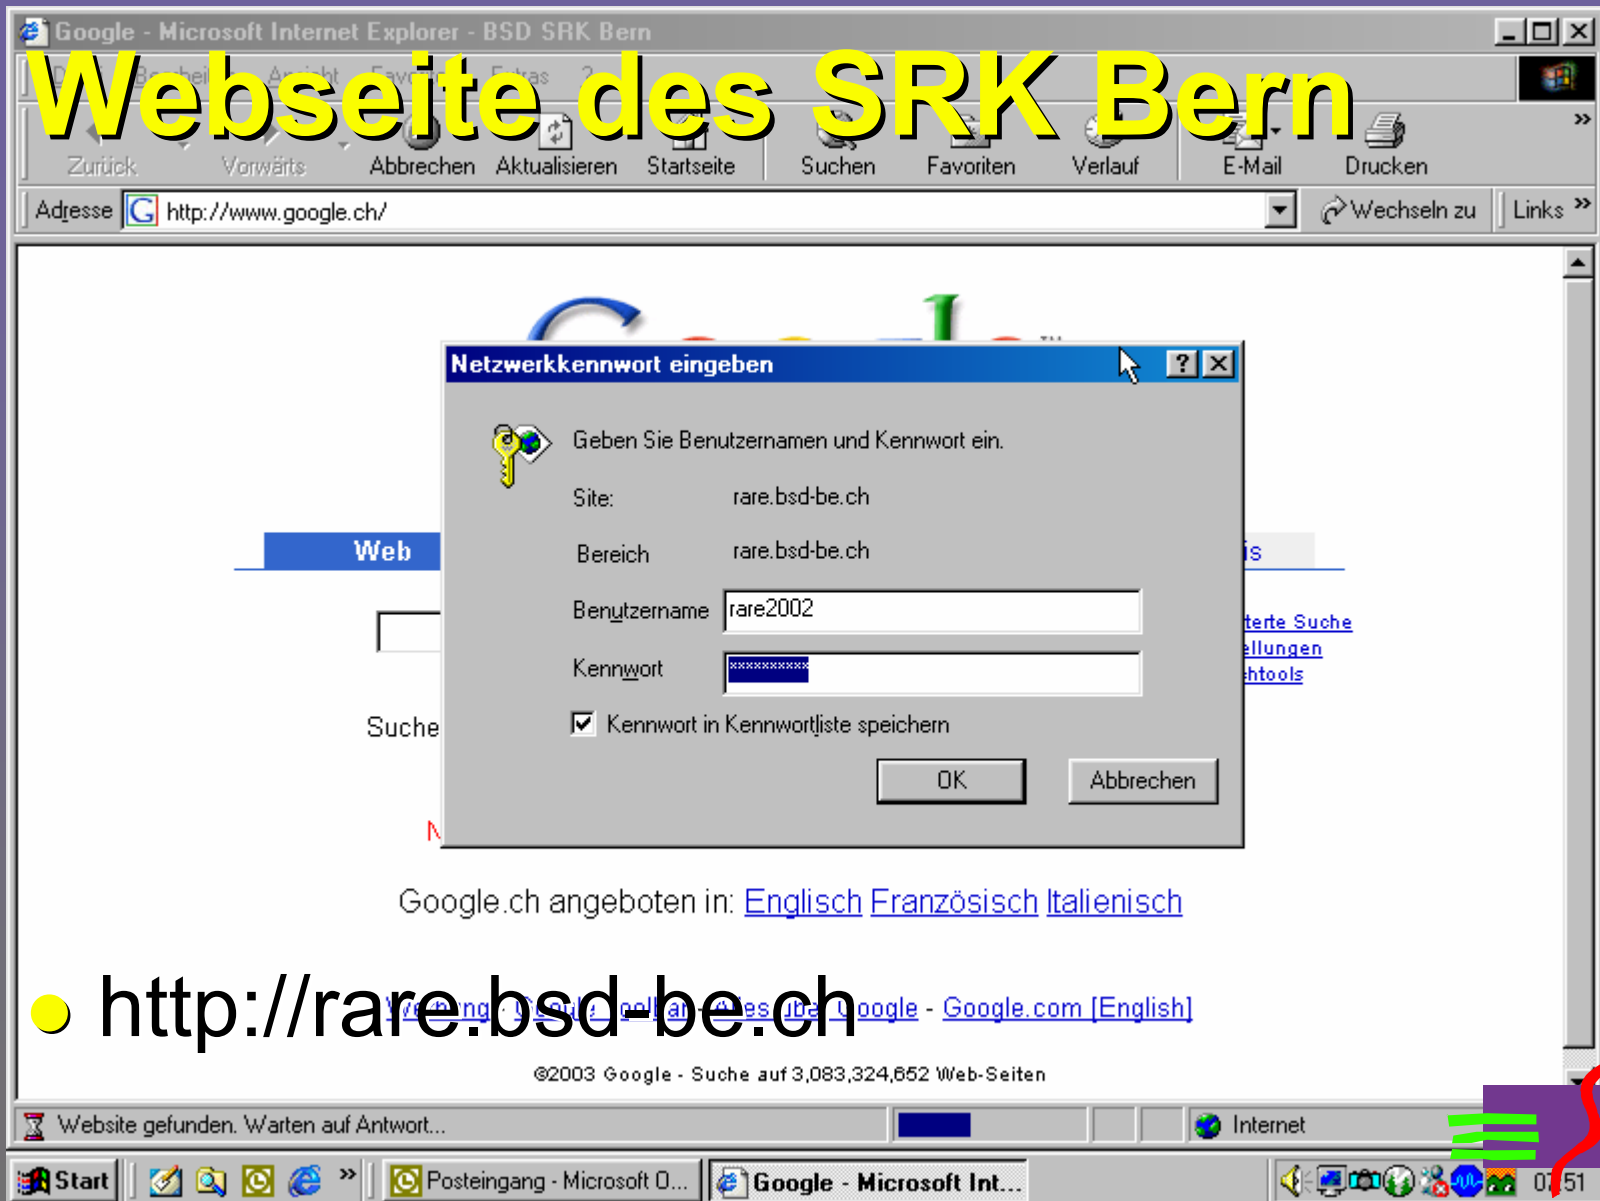 Google - Microsoft Internet Explorer - BSD SRK Bern
Webseite des SRK Bern
Zurück Vorwärts Abbrechen Aktualisieren Startseite Suchen Favoriten Verlauf E-Mail Drucken »
Adresse http://www.google.ch/ Wechseln zu Links »
Netzwerkkennwort eingeben
Geben Sie Benutzernamen und Kennwort ein.
Site: rare.bsd-be.ch
Bereich rare.bsd-be.ch
Benutzername rare2002
Kennwort **********
Kennwort in Kennwortliste speichern
OK Abbrechen
Web
Suche
Google.ch angeboten in: Englisch Französisch Italienisch
http://rare.bsd-be.ch
- Google.com [English]
©2003 Google - Suche auf 3,083,324,652 Web-Seiten
Website gefunden. Warten auf Antwort... Internet
Start » Posteingang - Microsoft O... Google - Microsoft Int... 07:51